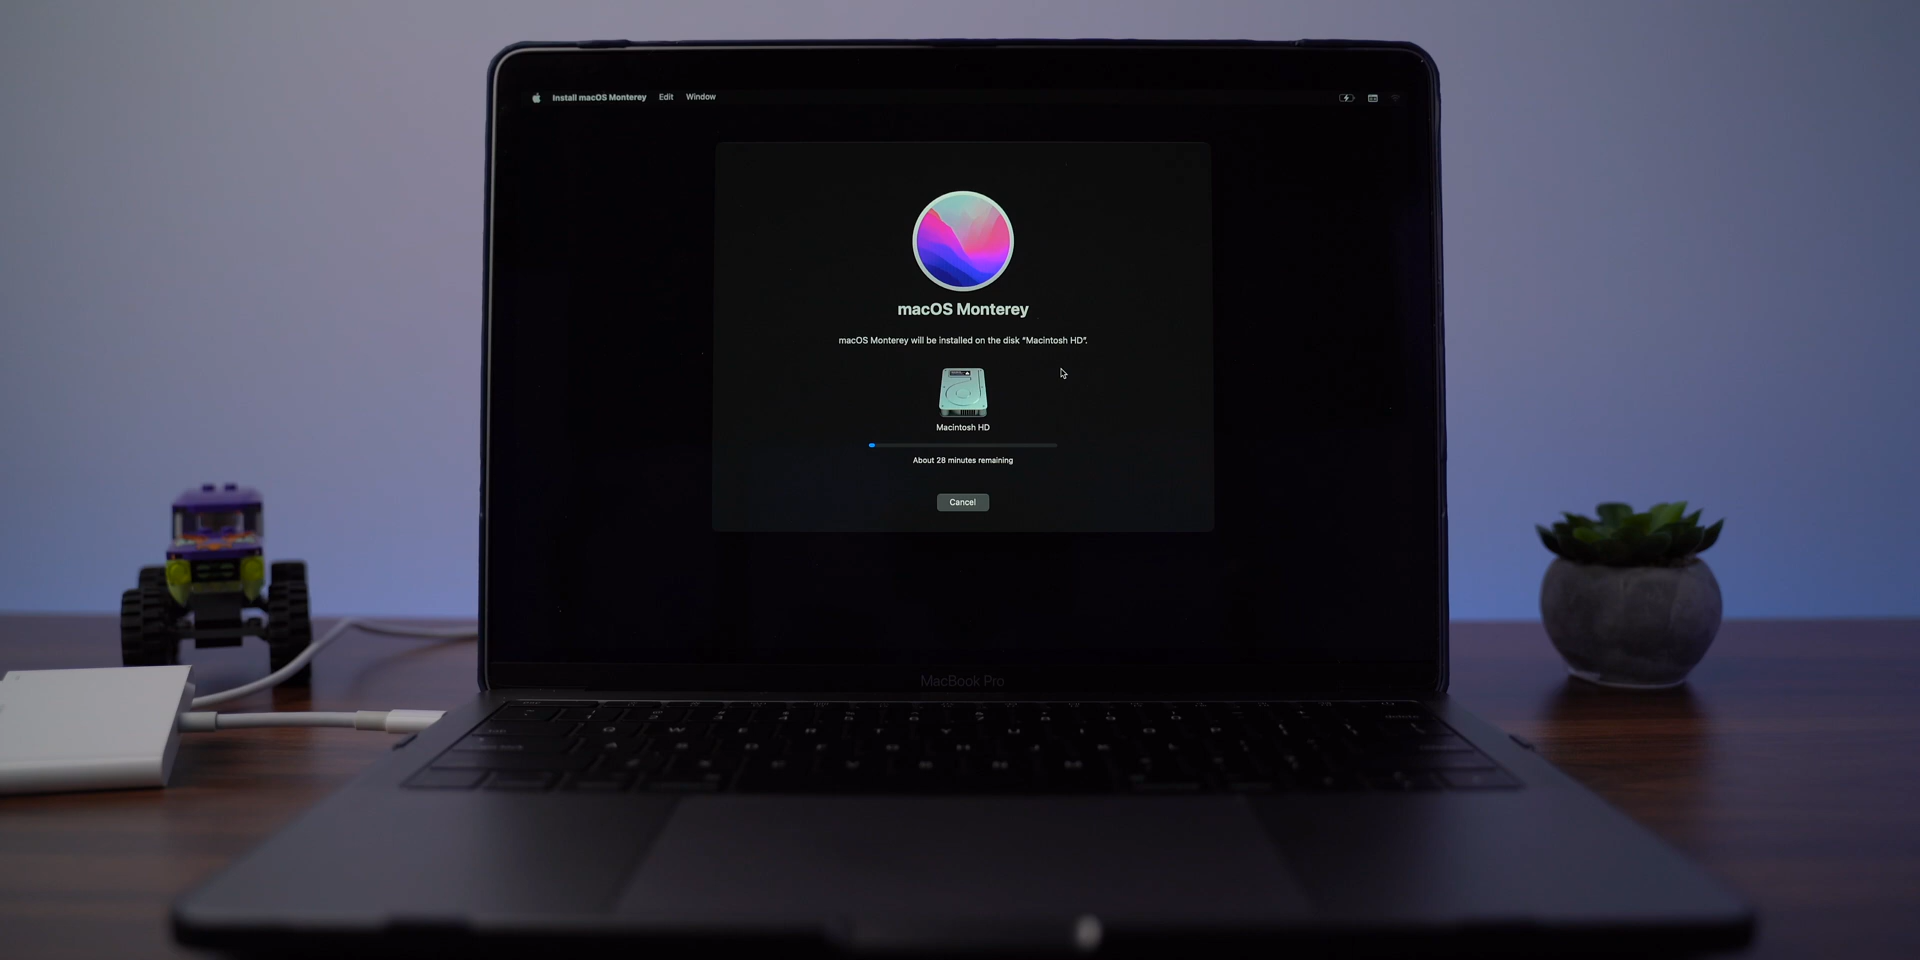 Install macOS Monterey Edit Window
macOS Monterey
macOS Monterey will be installed on the disk “Macintosh HD”.
Macintosh HD
About 28 minutes remaining
Cancel
MacBook Pro
Q W E R T Y U I O P
A S D F G H J K L